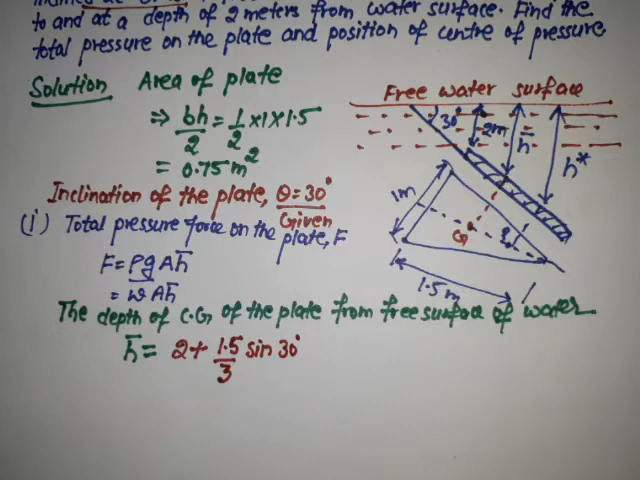 to and at a depth of 2 meters from water surface. Find the
total pressure on the plate and position of centre of pressure.
Solution Area of plate
⇒ bh/2 = 1/2 × 1 × 1.5
= 0.75 m²
Inclination of the plate, θ = 30°
Given
(i) Total pressure force on the plate, F
F = ρg A h̄
= w A h̄
The depth of C.G of the plate from free surface of water.
h̄ = 2 + 1.5/3 sin 30°
Free water surface
30°
2m
h̄
h*
1m
G
1.5 m